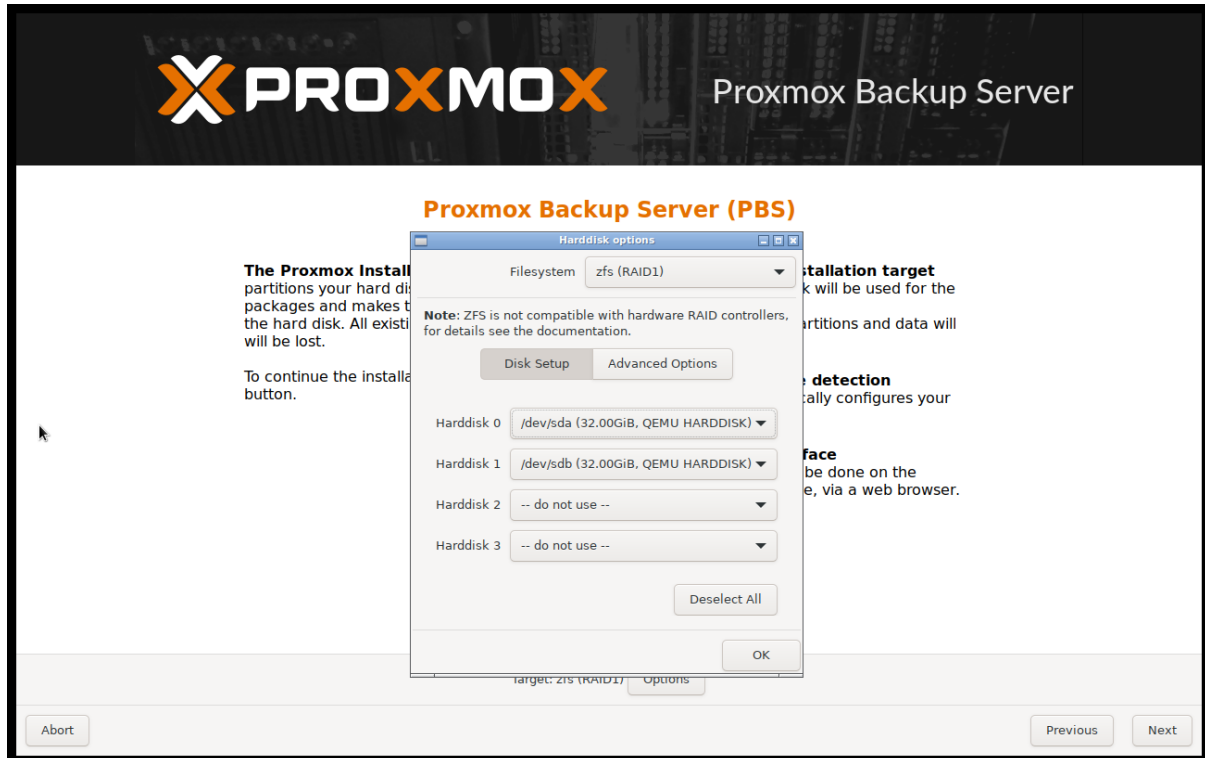 PROXMOX
Proxmox Backup Server
Proxmox Backup Server (PBS)
The Proxmox Install
partitions your hard dis
packages and makes t
the hard disk. All existi
will be lost.
To continue the installa
button.
stallation target
k will be used for the
artitions and data will
e detection
cally configures your
face
be done on the
e, via a web browser.
Harddisk options
Filesystem zfs (RAID1)
Note: ZFS is not compatible with hardware RAID controllers,
for details see the documentation.
Disk Setup Advanced Options
Harddisk 0 /dev/sda (32.00GiB, QEMU HARDDISK)
Harddisk 1 /dev/sdb (32.00GiB, QEMU HARDDISK)
Harddisk 2 -- do not use --
Harddisk 3 -- do not use --
Deselect All
OK
Target: zfs (RAID1) Options
Abort Previous Next